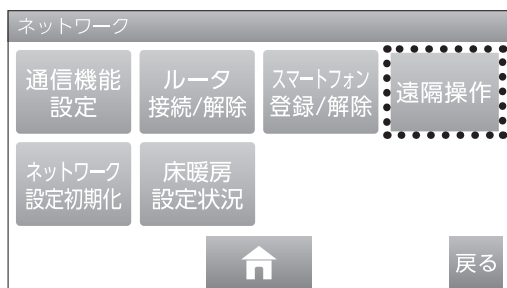 ネットワーク
通信機能
設定
ルータ
接続/解除
スマートフォン
登録/解除
遠隔操作
ネットワーク
設定初期化
床暖房
設定状況
戻る